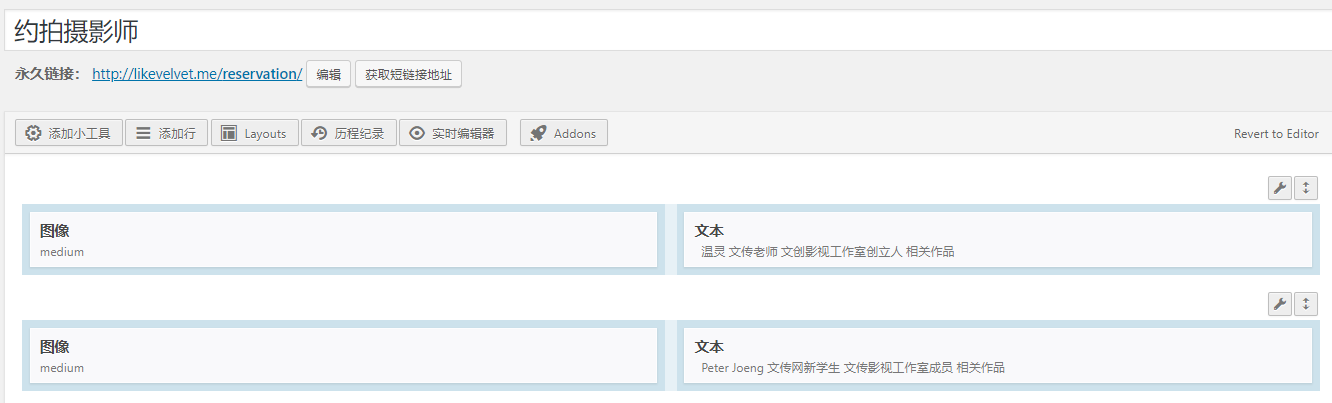 约拍摄影师
永久链接： http://likevelvet.me/reservation/ 编辑 获取短链接地址
添加小工具 添加行 Layouts 历程纪录 实时编辑器 Addons Revert to Editor
图像 文本
medium 温灵 文传老师 文创影视工作室创立人 相关作品
图像 文本
medium Peter Joeng 文传网新学生 文传影视工作室成员 相关作品